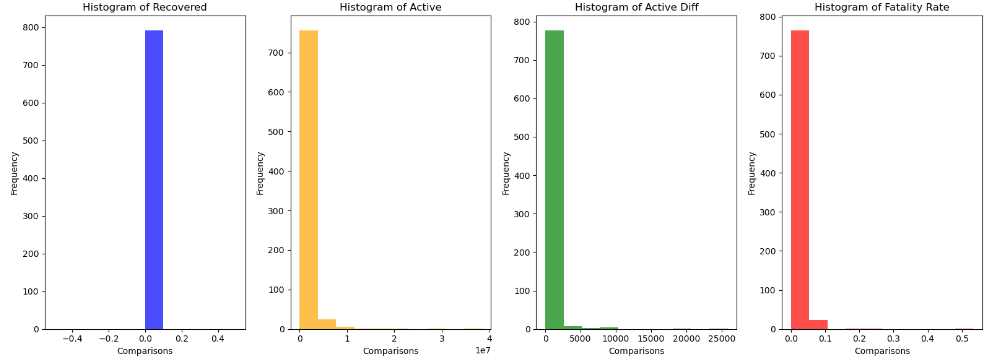 Histogram of Recovered
Frequency
800
700
600
500
400
300
200
100
0
−0.4 −0.2 0.0 0.2 0.4
Comparisons
Histogram of Active
Frequency
700
600
500
400
300
200
100
0
0 1 2 3 4
1e7
Comparisons
Histogram of Active Diff
Frequency
800
700
600
500
400
300
200
100
0
0 5000 10000 15000 20000 25000
Comparisons
Histogram of Fatality Rate
Frequency
800
700
600
500
400
300
200
100
0
0.0 0.1 0.2 0.3 0.4 0.5
Comparisons